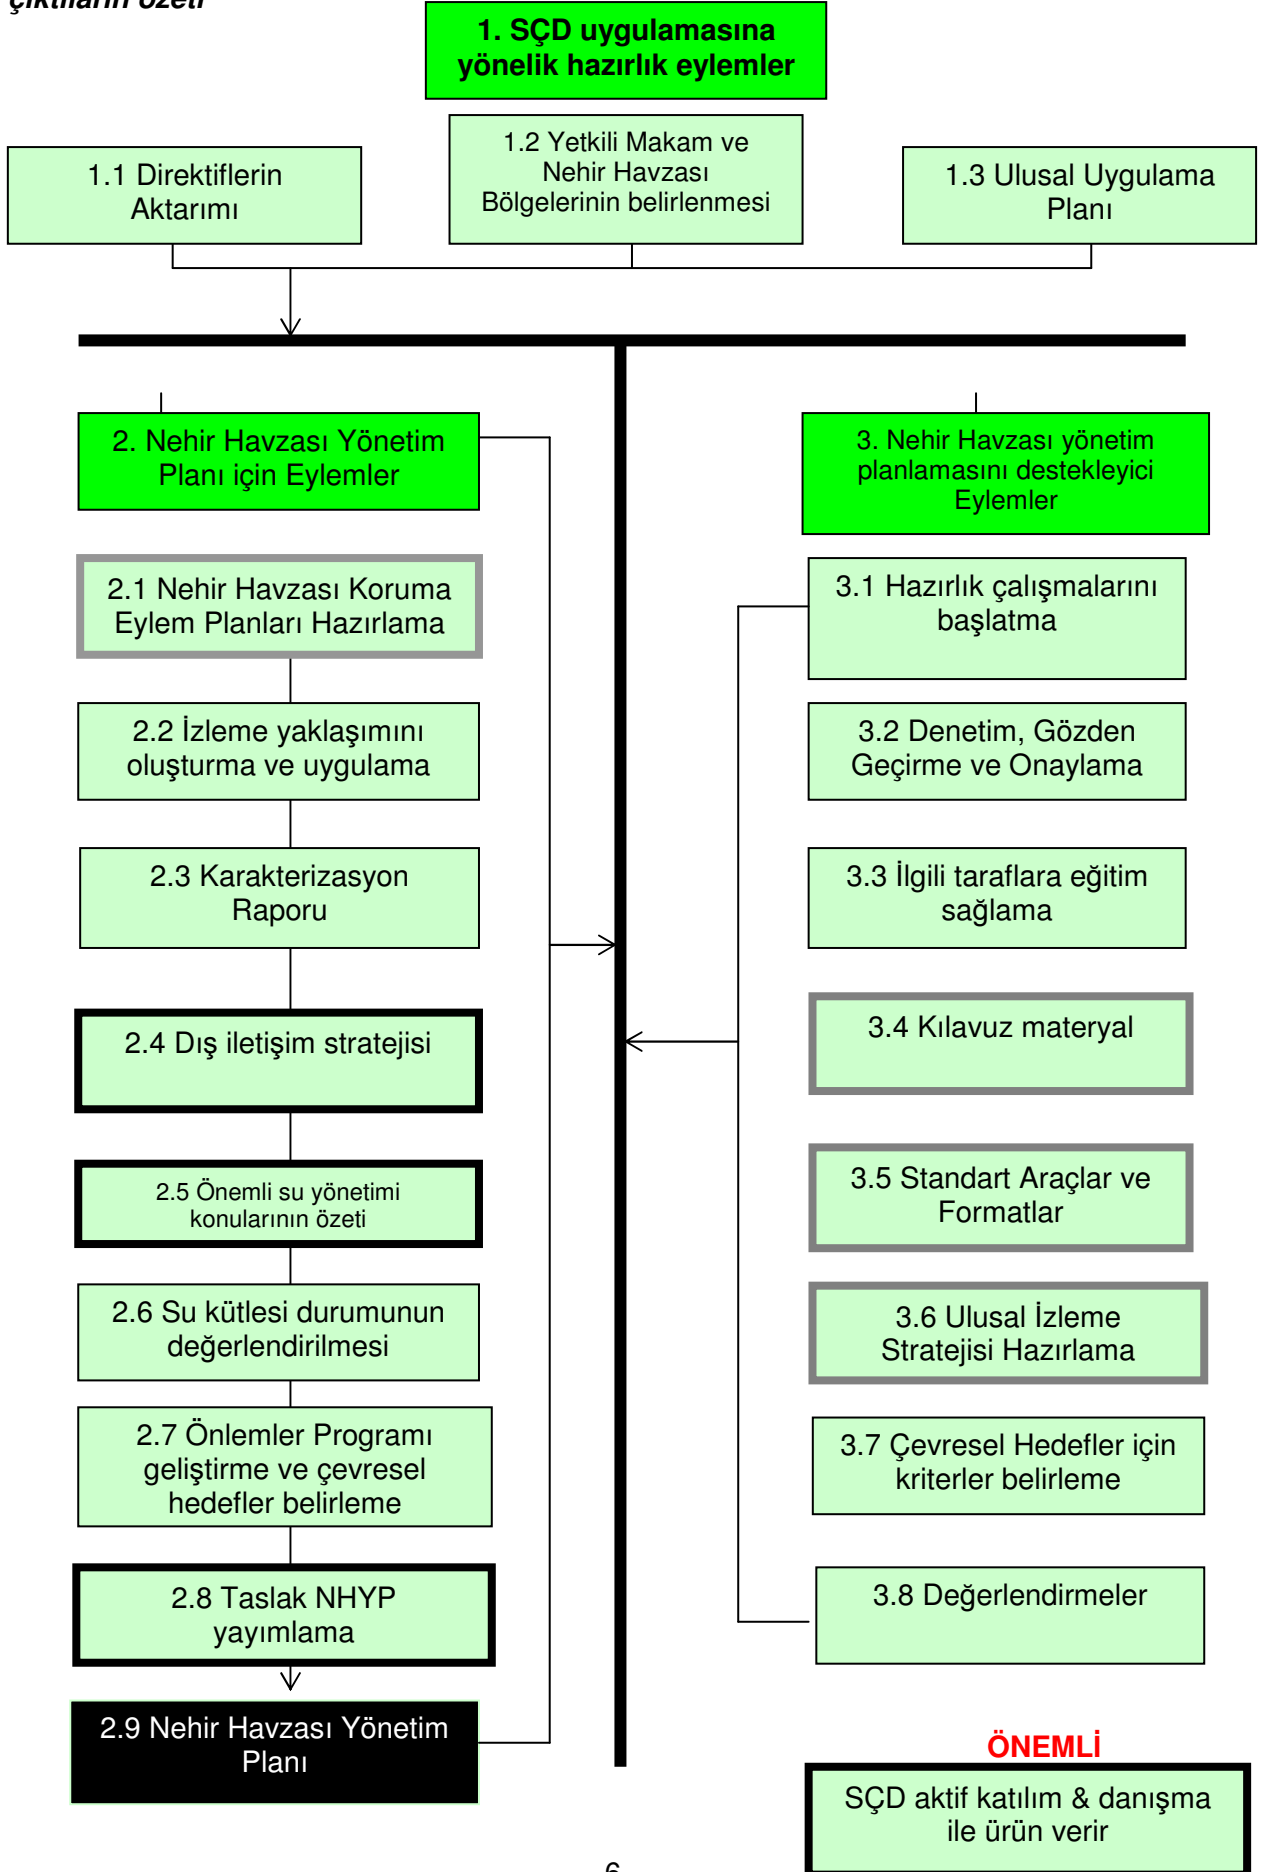 çıktıların özeti
1. SÇD uygulamasına
yönelik hazırlık eylemler
1.1 Direktiflerin
Aktarımı
1.2 Yetkili Makam ve
Nehir Havzası
Bölgelerinin belirlenmesi
1.3 Ulusal Uygulama
Planı
2. Nehir Havzası Yönetim
Planı için Eylemler
2.1 Nehir Havzası Koruma
Eylem Planları Hazırlama
2.2 İzleme yaklaşımını
oluşturma ve uygulama
2.3 Karakterizasyon
Raporu
2.4 Dış iletişim stratejisi
2.5 Önemli su yönetimi
konularının özeti
2.6 Su kütlesi durumunun
değerlendirilmesi
2.7 Önlemler Programı
geliştirme ve çevresel
hedefler belirleme
2.8 Taslak NHYP
yayımlama
2.9 Nehir Havzası Yönetim
Planı
3. Nehir Havzası yönetim
planlamasını destekleyici
Eylemler
3.1 Hazırlık çalışmalarını
başlatma
3.2 Denetim, Gözden
Geçirme ve Onaylama
3.3 İlgili taraflara eğitim
sağlama
3.4 Kılavuz materyal
3.5 Standart Araçlar ve
Formatlar
3.6 Ulusal İzleme
Stratejisi Hazırlama
3.7 Çevresel Hedefler için
kriterler belirleme
3.8 Değerlendirmeler
ÖNEMLİ
SÇD aktif katılım & danışma
ile ürün verir
6